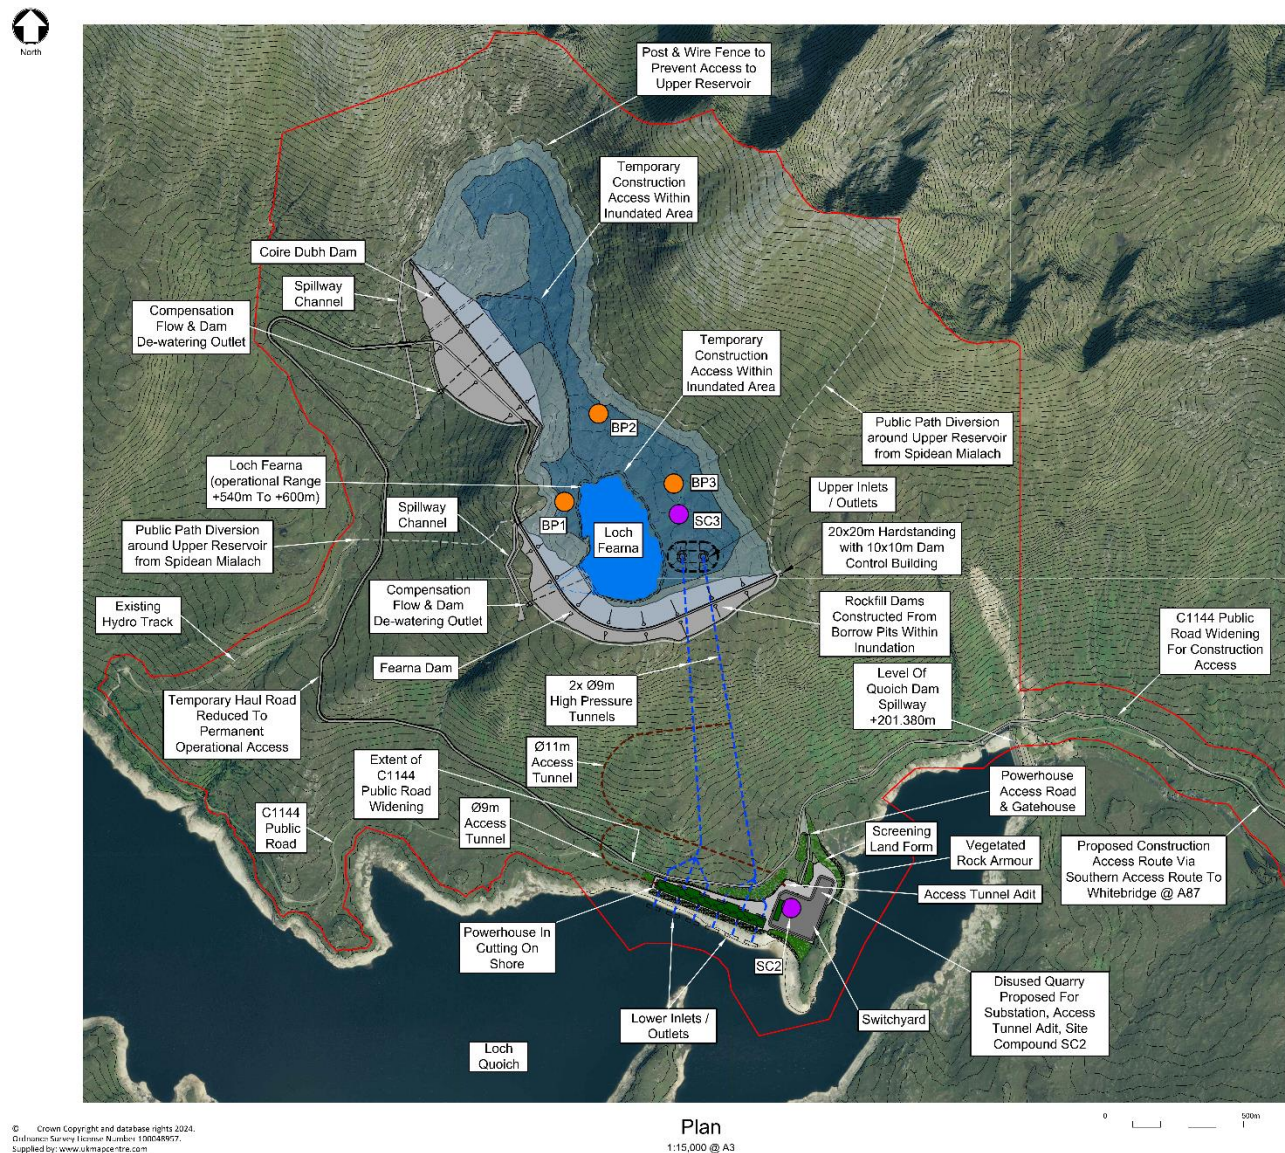 North
Post & Wire Fence to
Prevent Access to
Upper Reservoir
Temporary
Construction
Access Within
Inundated Area
Coire Dubh Dam
Spillway
Channel
Compensation
Flow & Dam
De-watering Outlet
Temporary
Construction
Access Within
Inundated Area
BP2
Public Path Diversion
around Upper Reservoir
from Spidean Mialach
Loch Fearna
(operational Range
+540m To +600m)
BP3
Upper Inlets
/ Outlets
Spillway
Channel
BP1
SC3
Loch
Fearna
20x20m Hardstanding
with 10x10m Dam
Control Building
Public Path Diversion
around Upper Reservoir
from Spidean Mialach
Compensation
Flow & Dam
De-watering Outlet
Existing
Hydro Track
Rockfill Dams
Constructed From
Borrow Pits Within
Inundation
C1144 Public
Road Widening
For Construction
Access
Fearna Dam
2x Ø9m
High Pressure
Tunnels
Level Of
Quoich Dam
Spillway
+201.380m
Temporary Haul Road
Reduced To
Permanent
Operational Access
Ø11m
Access
Tunnel
Extent of
C1144
Public Road
Widening
Powerhouse
Access Road
& Gatehouse
Ø9m
Access
Tunnel
C1144
Public
Road
Screening
Land Form
Vegetated
Rock Armour
Proposed Construction
Access Route Via
Southern Access Route To
Whitebridge @ A87
Access Tunnel Adit
Powerhouse In
Cutting On
Shore
SC2
Disused Quarry
Proposed For
Substation, Access
Tunnel Adit, Site
Compound SC2
Lower Inlets /
Outlets
Switchyard
Loch
Quoich
Plan
1:15,000 @ A3
0 500m
© Crown Copyright and database rights 2024.
Ordnance Survey License Number 100048957.
Supplied by: www.ukmapcentre.com